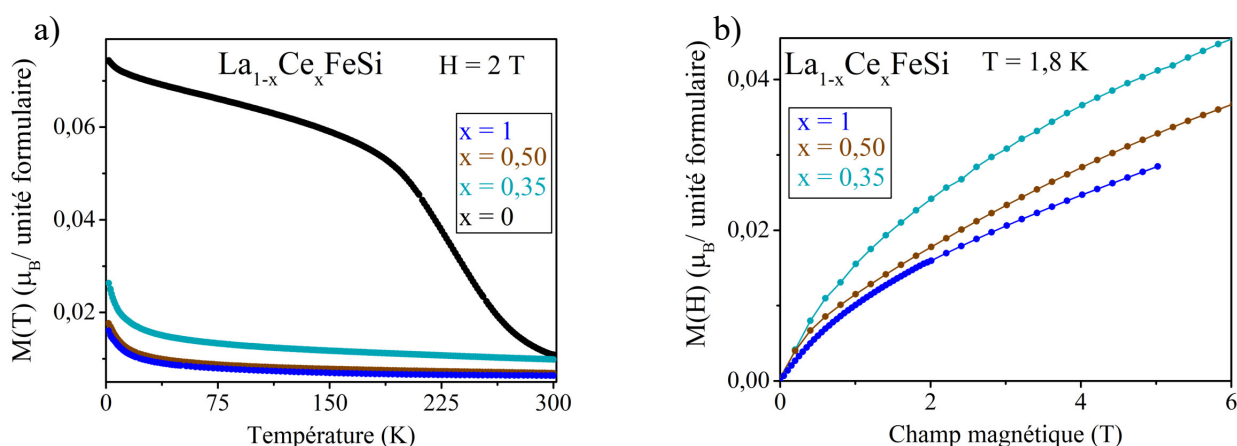 a)
M(T) (μB/ unité formulaire)
La1-xCexFeSi H = 2 T
x = 1
x = 0,50
x = 0,35
x = 0
0,06
0,04
0,02
0 75 150 225 300
Température (K)
b)
M(H) (μB/ unité formulaire)
La1-xCexFeSi T = 1,8 K
x = 1
x = 0,50
x = 0,35
0,04
0,02
0,00
0 2 4 6
Champ magnétique (T)